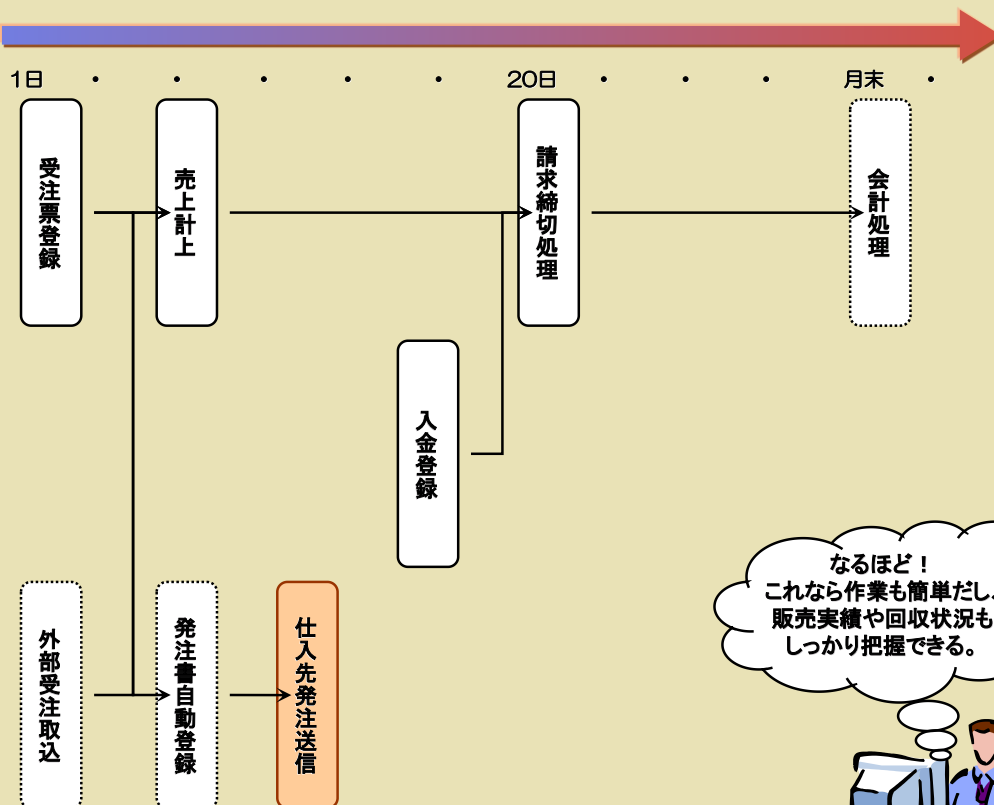 1日 ・ ・ ・ ・ ・ 20日 ・ ・ ・ 月末 ・
受注票登録
売上計上
請求締切処理
会計処理
入金登録
外部受注取込
発注書自動登録
仕入先発注送信
なるほど！
これなら作業も簡単だし、
販売実績や回収状況も
しっかり把握できる。